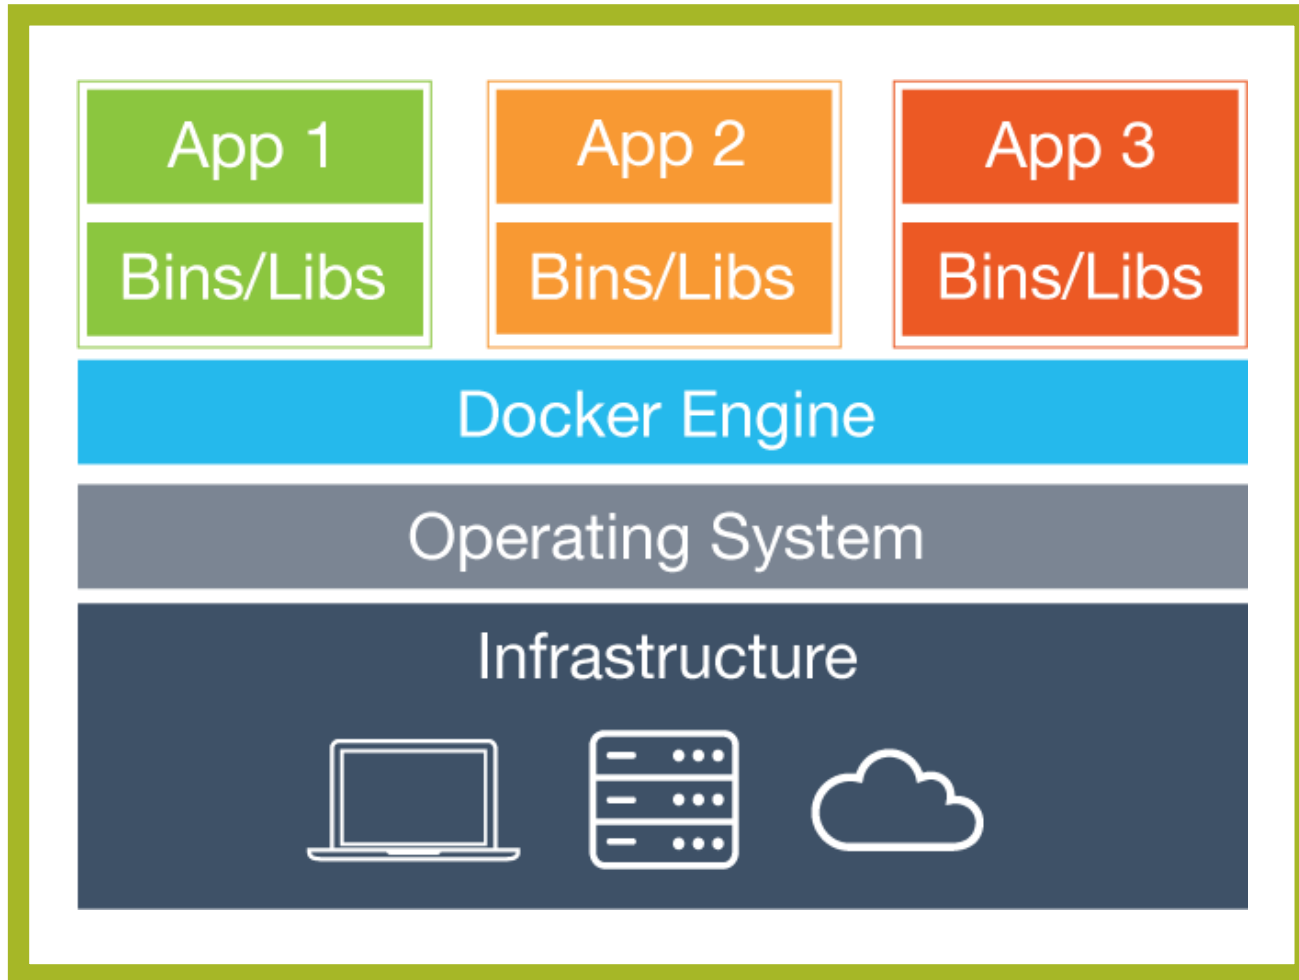 App 1
App 2
App 3
Bins/Libs
Bins/Libs
Bins/Libs
Docker Engine
Operating System
Infrastructure